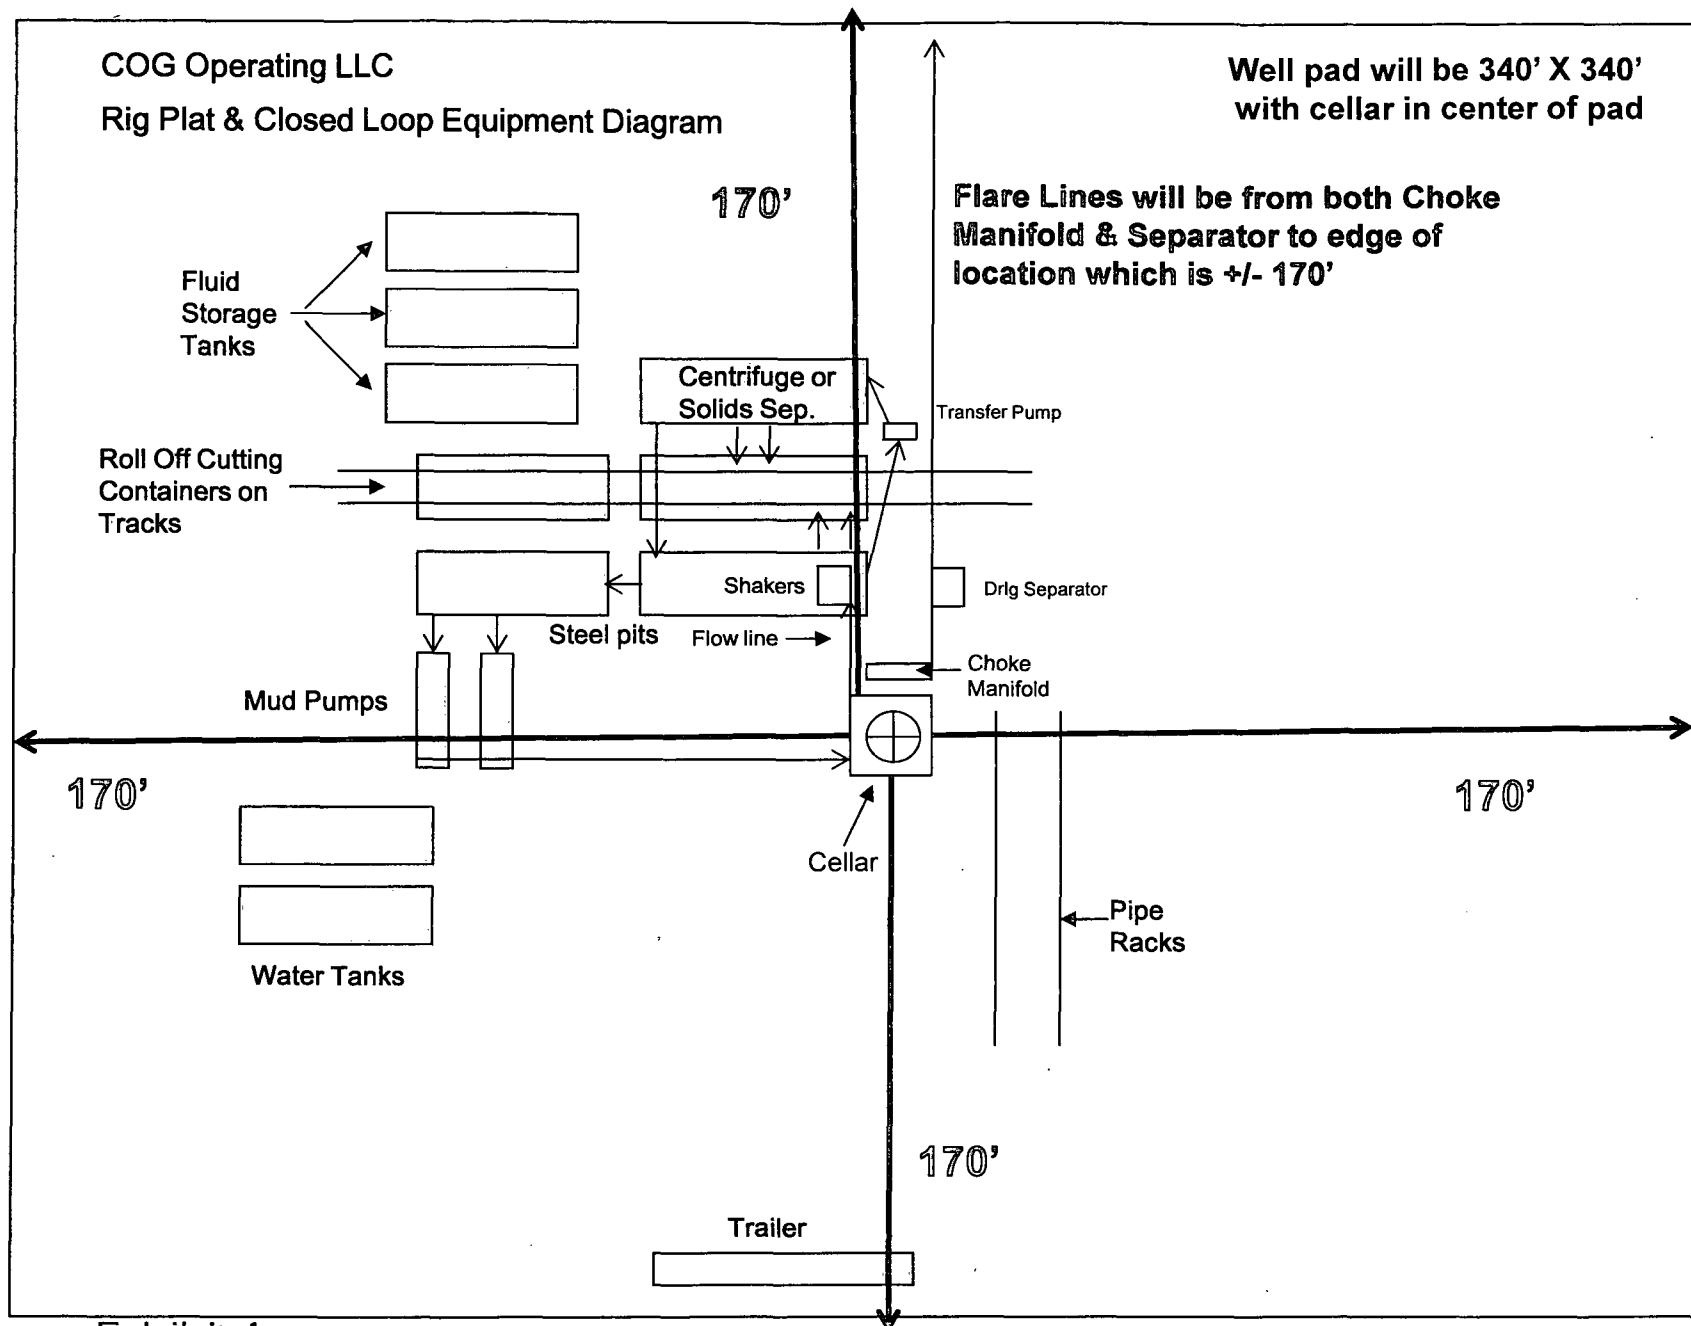 COG Operating LLC
Rig Plat & Closed Loop Equipment Diagram
Well pad will be 340' X 340'
with cellar in center of pad
170'
Flare Lines will be from both Choke
Manifold & Separator to edge of
location which is +/- 170'
Fluid
Storage
Tanks
Centrifuge or
Solids Sep.
Transfer Pump
Roll Off Cutting
Containers on
Tracks
Shakers
Drlg Separator
Steel pits
Flow line
Choke
Manifold
Mud Pumps
170'
170'
Cellar
Pipe
Racks
Water Tanks
170'
Trailer